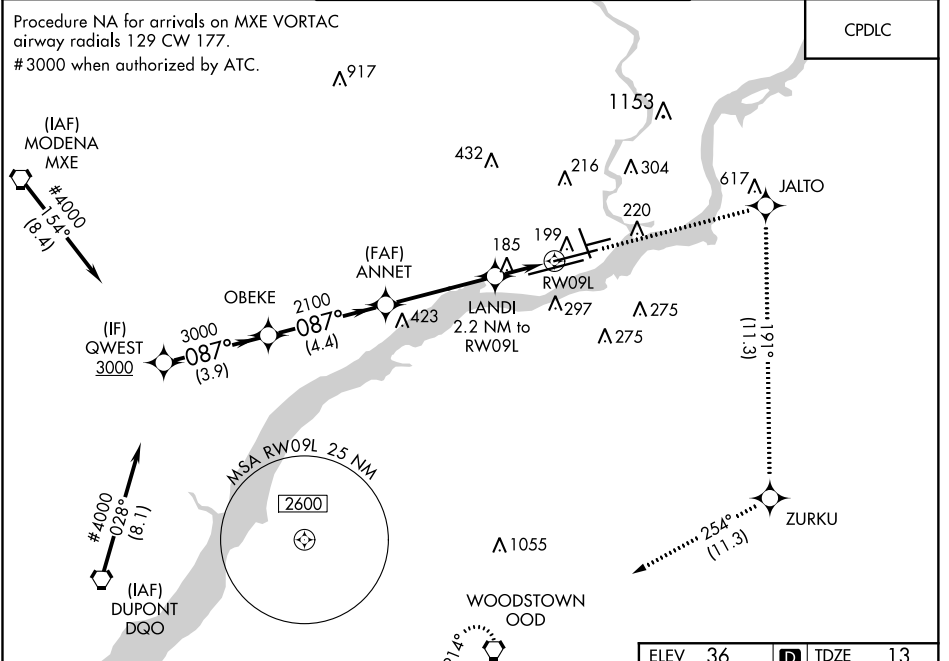 Procedure NA for arrivals on MXE VORTAC
airway radials 129 CW 177.
#3000 when authorized by ATC.
CPDLC
917
1153
(IAF)
MODENA
MXE
#4000
154°
(8.4)
432
216
304
617
JALTO
220
199
185
RW09L
(FAF)
ANNET
OBEKE
2100
087°
(4.4)
LANDI
2.2 NM to
RW09L
297
275
275
423
(IF)
QWEST
3000
3000
087°
(3.9)
191°
(11.3)
MSA RW09L 25 NM
2600
#4000
028°
(8.1)
(IAF)
DUPONT
DQO
1055
ZURKU
254°
(11.3)
WOODSTOWN
OOD
214°
ELEV 36 D TDZE 13